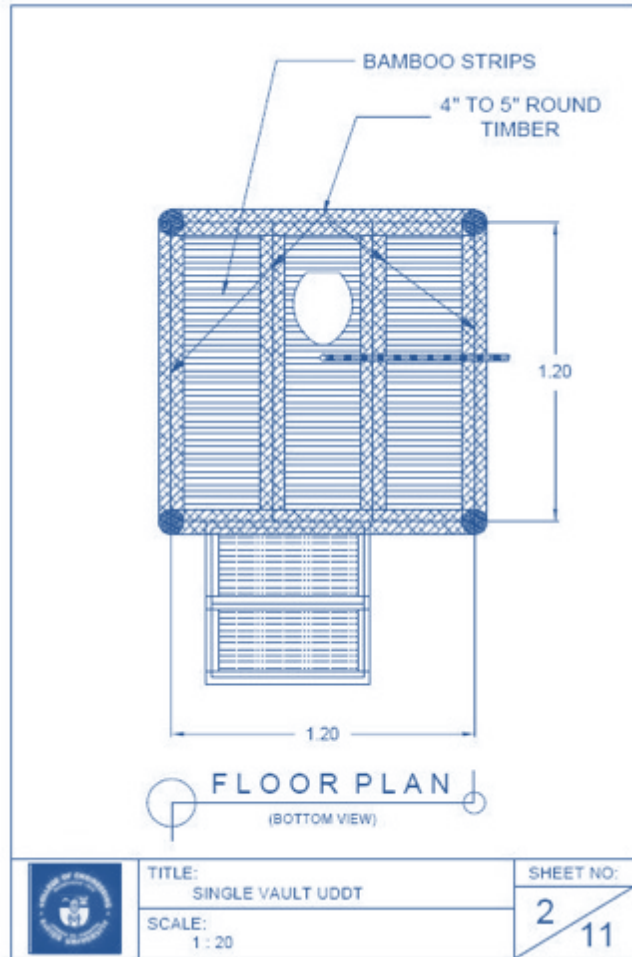 BAMBOO STRIPS
4" TO 5" ROUND
TIMBER
1.20
1.20
FLOOR PLAN
(BOTTOM VIEW)
TITLE:
SINGLE VAULT UDDT
SCALE:
1 : 20
SHEET NO:
2
11